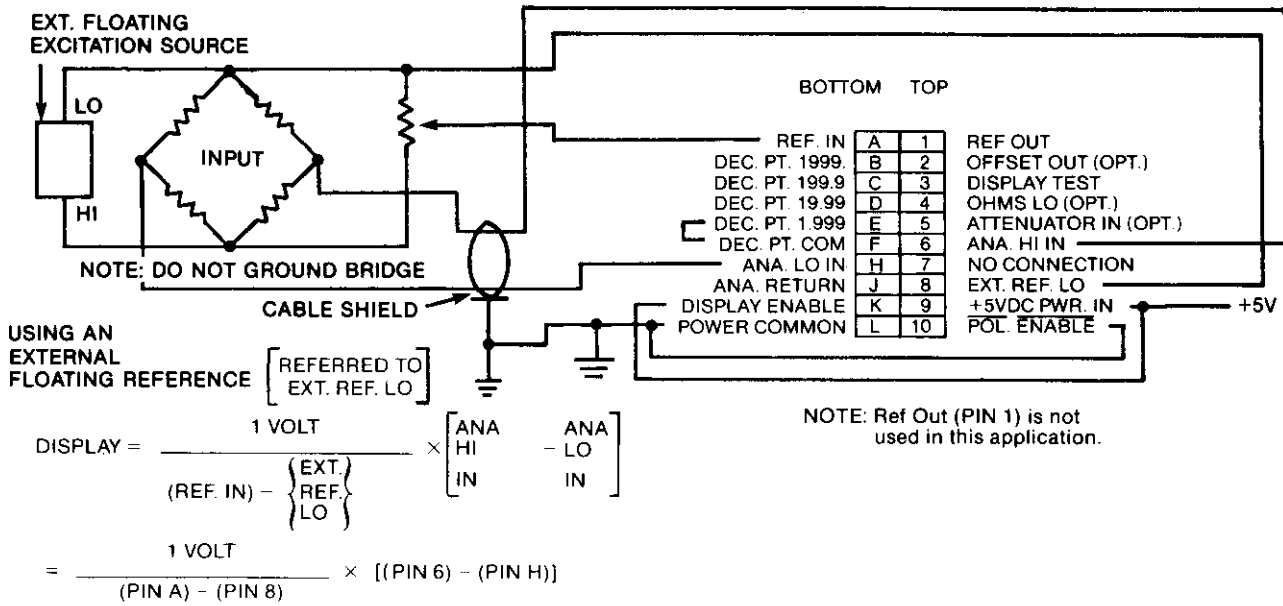 EXT. FLOATING
EXCITATION SOURCE
LO
INPUT
HI
NOTE: DO NOT GROUND BRIDGE
CABLE SHIELD
BOTTOM TOP
REF. IN A 1 REF OUT
DEC. PT. 1999. B 2 OFFSET OUT (OPT.)
DEC. PT. 199.9 C 3 DISPLAY TEST
DEC. PT. 19.99 D 4 OHMS LO (OPT.)
DEC. PT. 1.999 E 5 ATTENUATOR IN (OPT.)
DEC. PT. COM F 6 ANA. HI IN
ANA. LO IN H 7 NO CONNECTION
ANA. RETURN J 8 EXT. REF. LO
DISPLAY ENABLE K 9 +5VDC PWR. IN
POWER COMMON L 10 POL. ENABLE
+5V
USING AN
EXTERNAL
FLOATING REFERENCE
[REFERRED TO
EXT. REF. LO]
NOTE: Ref Out (PIN 1) is not
used in this application.
DISPLAY = 1 VOLT
(REF. IN) – {EXT. REF. LO}
× [ANA HI IN – ANA LO IN]
= 1 VOLT
(PIN A) – (PIN 8)
× [(PIN 6) – (PIN H)]